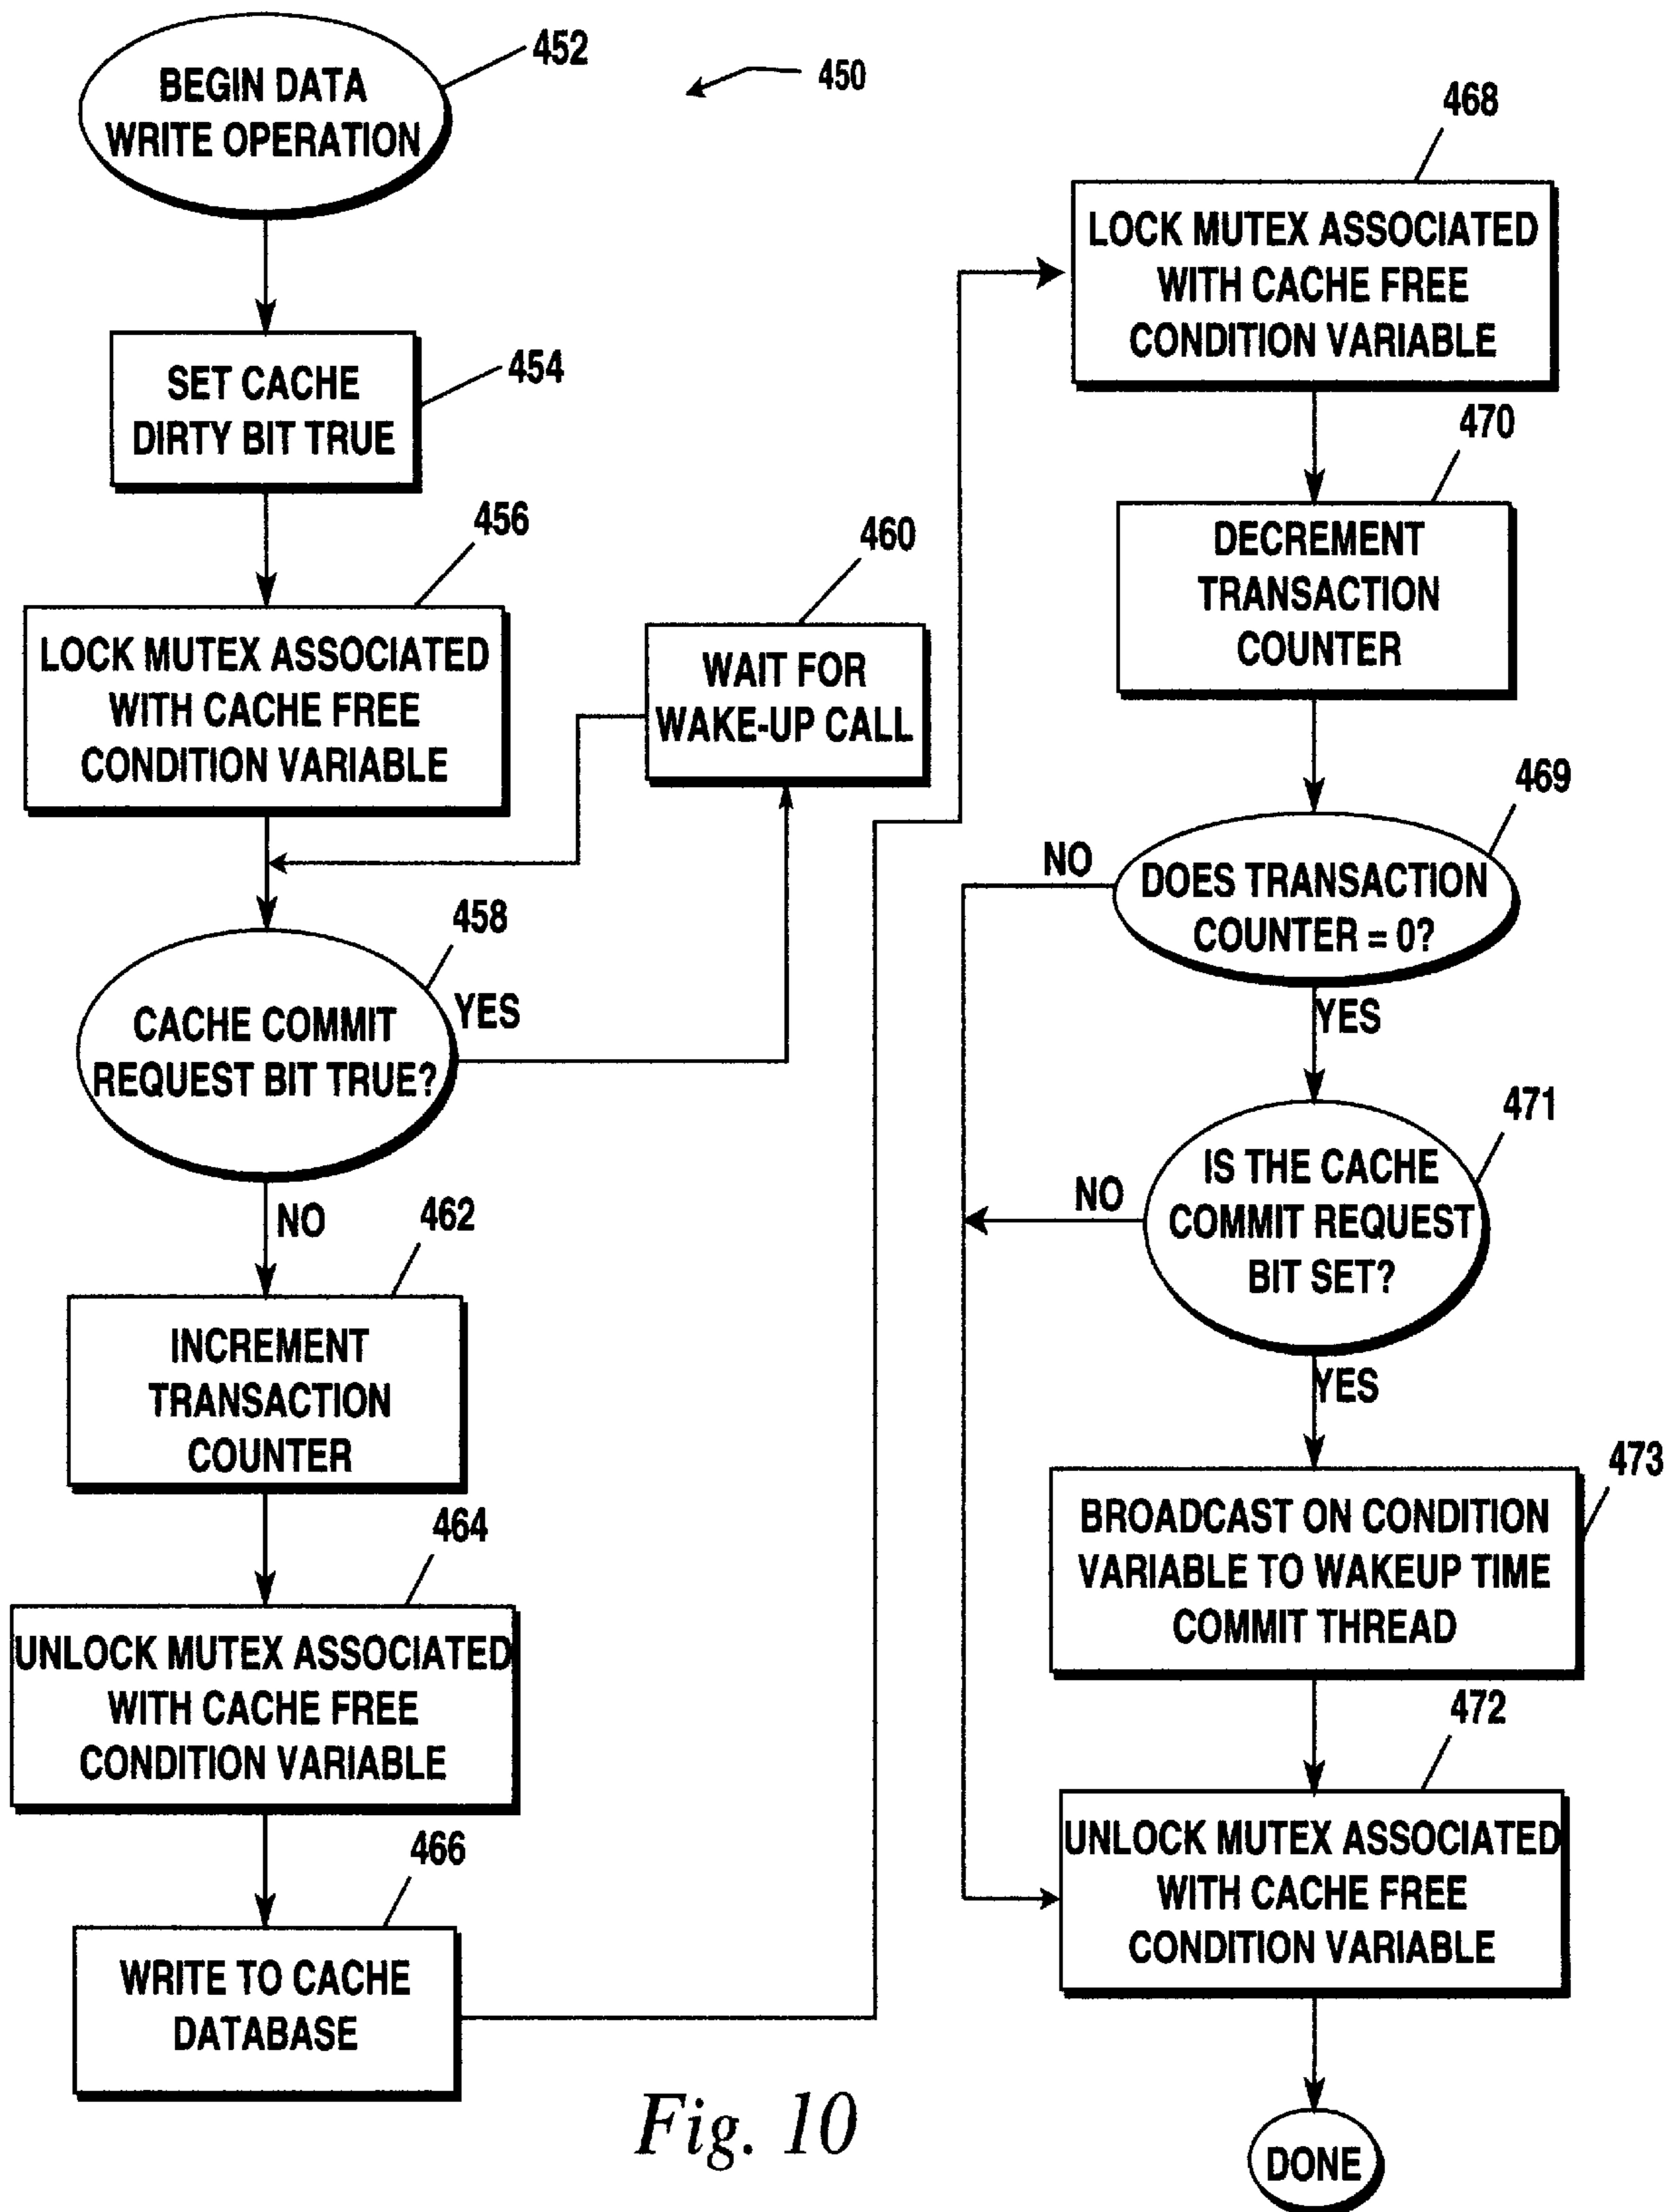 452
BEGIN DATA
WRITE OPERATION
450
454
SET CACHE
DIRTY BIT TRUE
456
LOCK MUTEX ASSOCIATED
WITH CACHE FREE
CONDITION VARIABLE
460
WAIT FOR
WAKE-UP CALL
458
CACHE COMMIT
REQUEST BIT TRUE?
YES
NO
462
INCREMENT
TRANSACTION
COUNTER
464
UNLOCK MUTEX ASSOCIATED
WITH CACHE FREE
CONDITION VARIABLE
466
WRITE TO CACHE
DATABASE
468
LOCK MUTEX ASSOCIATED
WITH CACHE FREE
CONDITION VARIABLE
470
DECREMENT
TRANSACTION
COUNTER
469
NO
DOES TRANSACTION
COUNTER = 0?
YES
471
NO
IS THE CACHE
COMMIT REQUEST
BIT SET?
YES
473
BROADCAST ON CONDITION
VARIABLE TO WAKEUP TIME
COMMIT THREAD
472
UNLOCK MUTEX ASSOCIATED
WITH CACHE FREE
CONDITION VARIABLE
DONE
Fig. 10